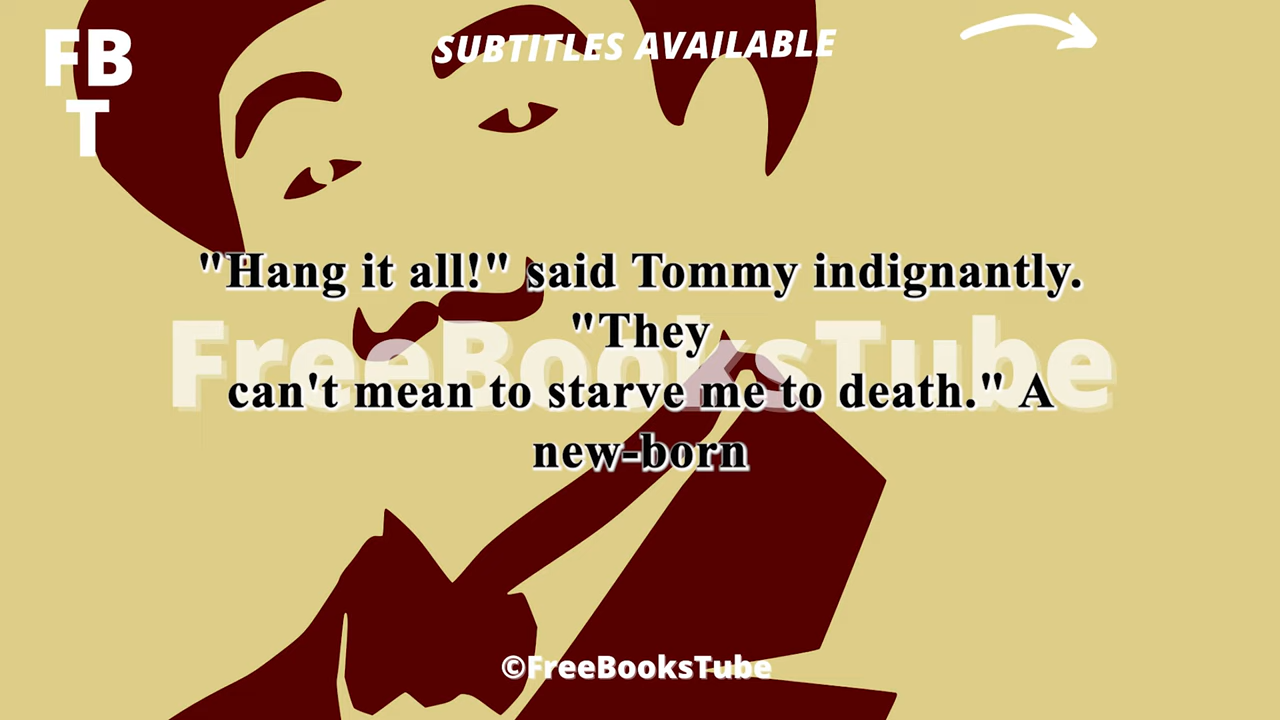 FB
T
SUBTITLES AVAILABLE
"Hang it all!" said Tommy indignantly.
"They
FreeBooksTube
can't mean to starve me to death." A
new-born
©FreeBooksTube